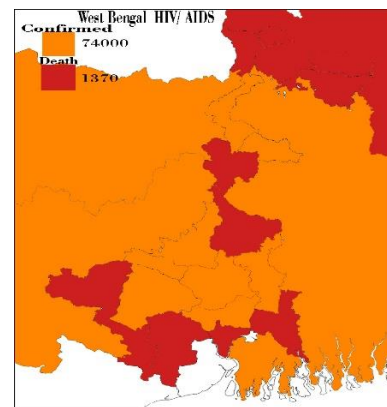 West Bengal HIV/ AIDS
Confirmed
74000
Death
1370